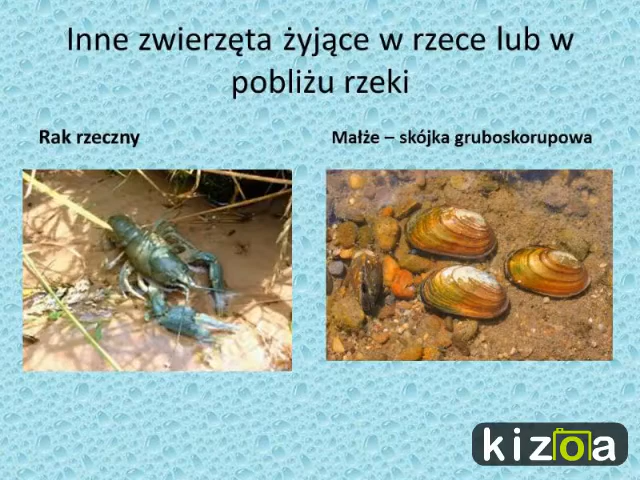 Inne zwierzęta żyjące w rzece lub w
pobliżu rzeki
Rak rzeczny
Małże – skójka gruboskorupowa
kizoa